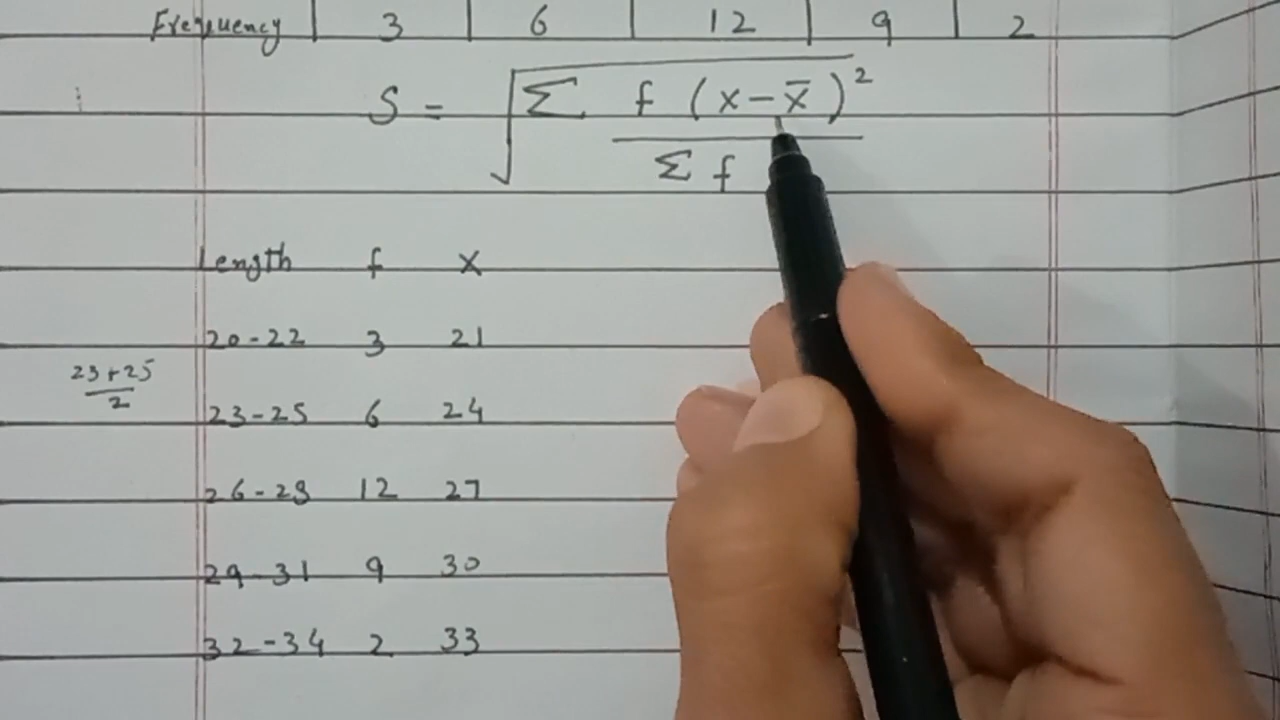 Frequency 3 6 12 9 2
S = √ Σ f (x - x̄)²
Σ f
Length f x
20-22 3 21
23+25
2
23-25 6 24
26-28 12 27
29-31 9 30
32-34 2 33